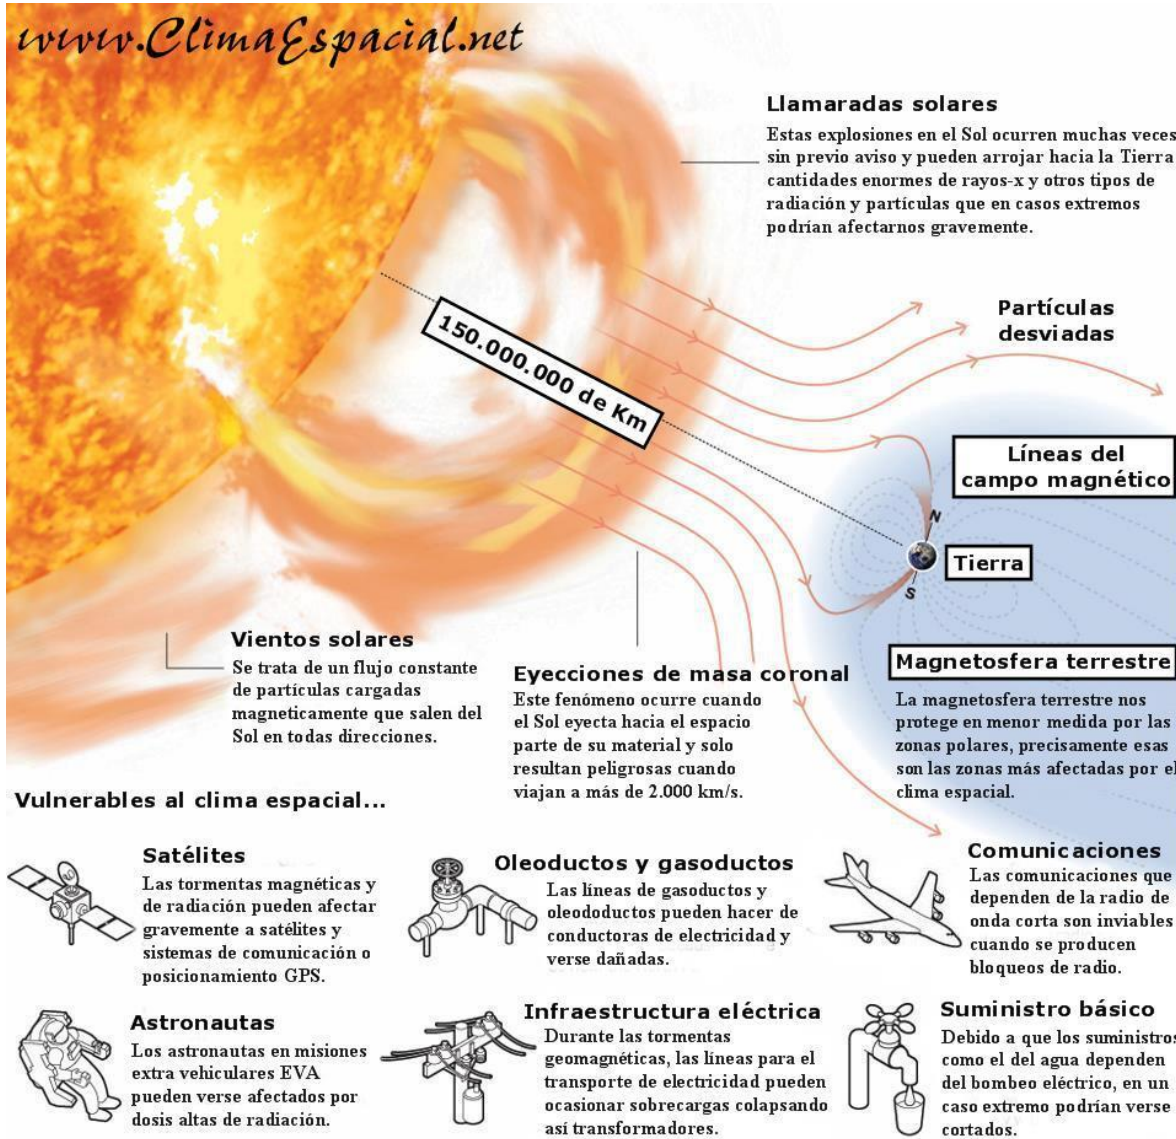 www.ClimaEspacial.net
Llamaradas solares
Estas explosiones en el Sol ocurren muchas veces
sin previo aviso y pueden arrojar hacia la Tierra
cantidades enormes de rayos-x y otros tipos de
radiación y partículas que en casos extremos
podrían afectarnos gravemente.
150.000.000 de Km
Partículas
desviadas
Líneas del
campo magnético
N
Tierra
S
Vientos solares
Se trata de un flujo constante
de partículas cargadas
magneticamente que salen del
Sol en todas direcciones.
Eyecciones de masa coronal
Este fenómeno ocurre cuando
el Sol eyecta hacia el espacio
parte de su material y solo
resultan peligrosas cuando
viajan a más de 2.000 km/s.
Magnetosfera terrestre
La magnetosfera terrestre nos
protege en menor medida por las
zonas polares, precisamente esas
son las zonas más afectadas por el
clima espacial.
Vulnerables al clima espacial...
Satélites
Las tormentas magnéticas y
de radiación pueden afectar
gravemente a satélites y
sistemas de comunicación o
posicionamiento GPS.
Oleoductos y gasoductos
Las líneas de gasoductos y
oleododuc­tos pueden hacer de
conductoras de electricidad y
verse dañadas.
Comunicaciones
Las comunicaciones que
dependen de la radio de
onda corta son inviables
cuando se producen
bloqueos de radio.
Astronautas
Los astronautas en misiones
extra vehiculares EVA
pueden verse afectados por
dosis altas de radiación.
Infraestructura eléctrica
Durante las tormentas
geomagnéticas, las líneas para el
transporte de electricidad pueden
ocasionar sobrecargas colapsando
así transformadores.
Suministro básico
Debido a que los suministros
como el del agua dependen
del bombeo eléctrico, en un
caso extremo podrían verse
cortados.